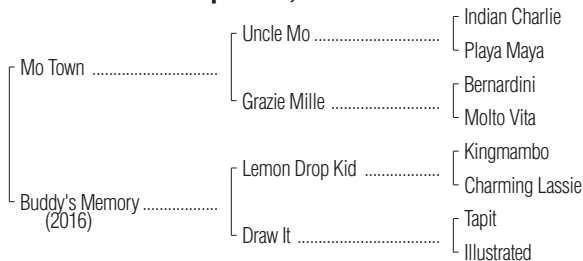 Indian Charlie
Uncle Mo
Playa Maya
Mo Town
Bernardini
Grazie Mille
Molto Vita
Kingmambo
Lemon Drop Kid
Charming Lassie
Buddy's Memory
(2016)
Tapit
Draw It
Illustrated